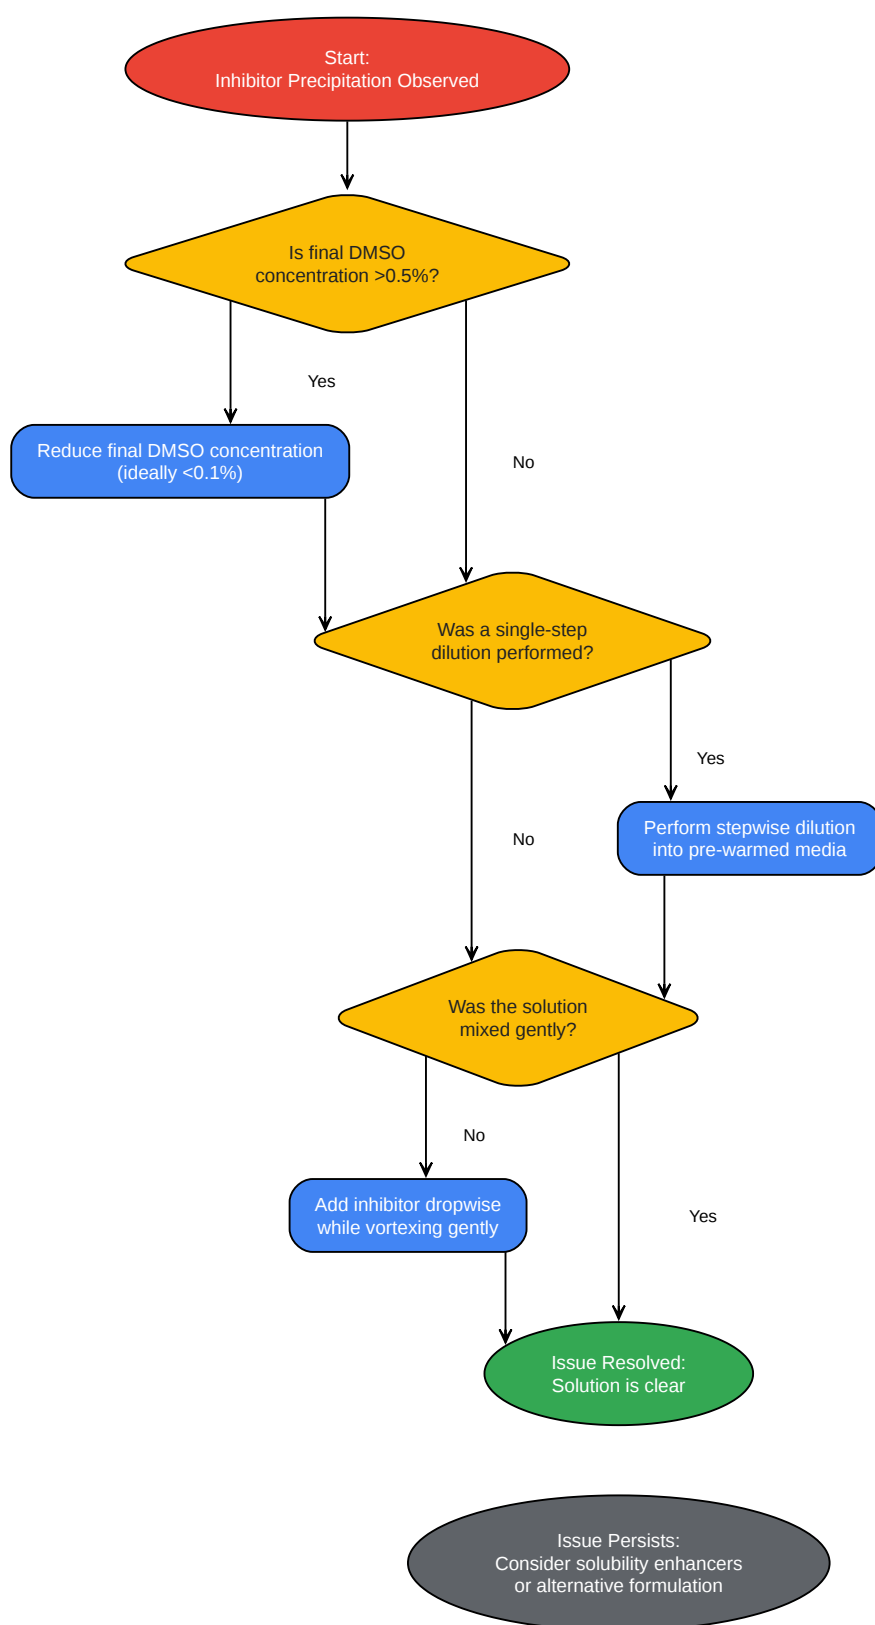 Start:
Inhibitor Precipitation Observed
Is final DMSO
concentration >0.5%?
Yes
Reduce final DMSO concentration
(ideally <0.1%)
No
Was a single-step
dilution performed?
Yes
Perform stepwise dilution
into pre-warmed media
No
Was the solution
mixed gently?
No
Add inhibitor dropwise
while vortexing gently
Yes
Issue Resolved:
Solution is clear
Issue Persists:
Consider solubility enhancers
or alternative formulation